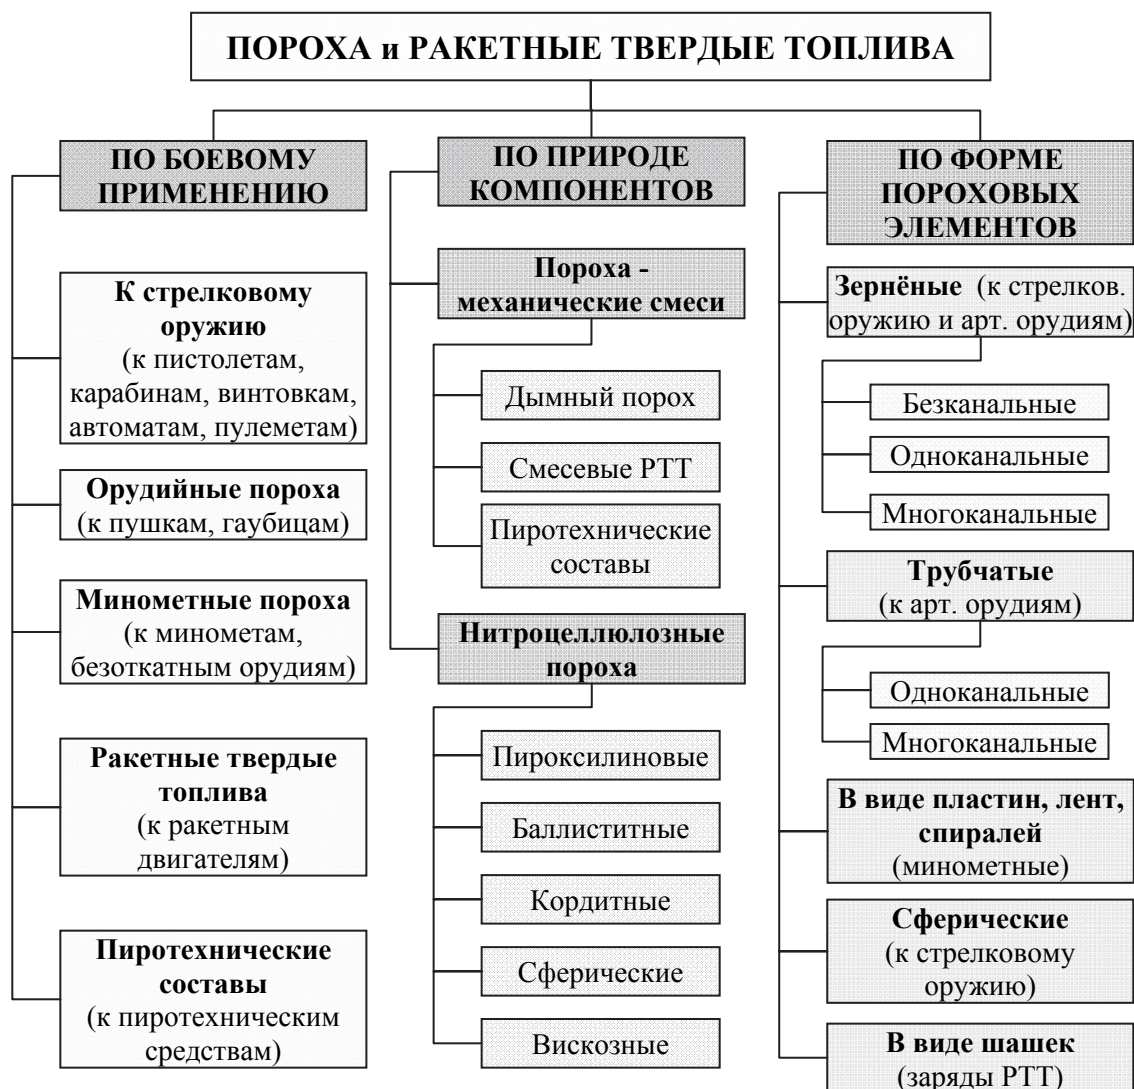 ПОРОХА и РАКЕТНЫЕ ТВЕРДЫЕ ТОПЛИВА
ПО БОЕВОМУ
ПРИМЕНЕНИЮ
К стрелковому
оружию
(к пистолетам,
карабинам, винтовкам,
автоматам, пулеметам)
Орудийные пороха
(к пушкам, гаубицам)
Минометные пороха
(к минометам,
безоткатным орудиям)
Ракетные твердые
топлива
(к ракетным
двигателям)
Пиротехнические
составы
(к пиротехническим
средствам)
ПО ПРИРОДЕ
КОМПОНЕНТОВ
Пороха -
механические смеси
Дымный порох
Смесевые РТТ
Пиротехнические
составы
Нитроцеллюлозные
пороха
Пироксилиновые
Баллиститные
Кордитные
Сферические
Вискозные
ПО ФОРМЕ
ПОРОХОВЫХ
ЭЛЕМЕНТОВ
Зернёные (к стрелков.
оружию и арт. орудиям)
Безканальные
Одноканальные
Многоканальные
Трубчатые
(к арт. орудиям)
Одноканальные
Многоканальные
В виде пластин, лент,
спиралей
(минометные)
Сферические
(к стрелковому
оружию)
В виде шашек
(заряды РТТ)